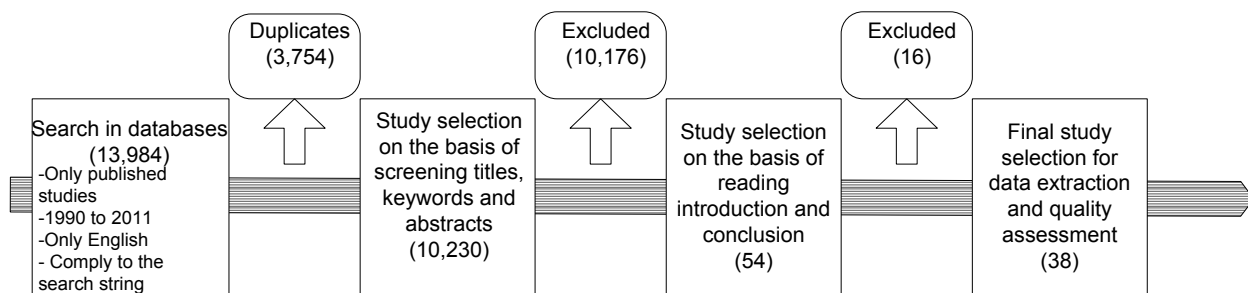 Search in databases
(13,984)
-Only published
studies
-1990 to 2011
-Only English
- Comply to the
search string
Duplicates
(3,754)
Study selection
on the basis of
screening titles,
keywords and
abstracts
(10,230)
Excluded
(10,176)
Study selection
on the basis of
reading
introduction and
conclusion
(54)
Excluded
(16)
Final study
selection for
data extraction
and quality
assessment
(38)